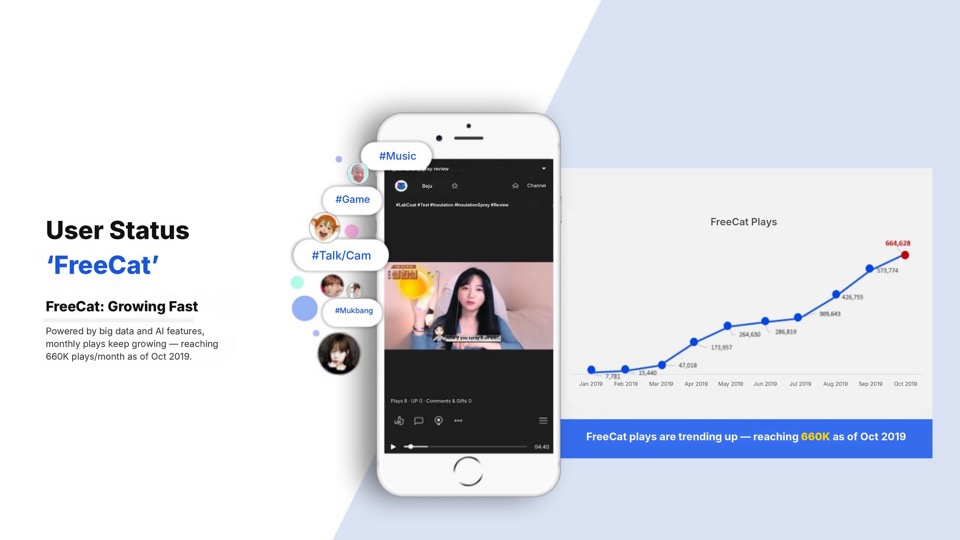 User Status
‘FreeCat’
FreeCat: Growing Fast
Powered by big data and AI features,
monthly plays keep growing — reaching
660K plays/month as of Oct 2019.
#Music
#Game
#Talk/Cam
#Mukbang
review
Beju
Channel
#LabCoat #Test #Insulation #InsulationSpray #Review
Plays 8 · UP 0 · Comments & Gifts 0
04:40
FreeCat Plays
664,628
573,774
426,755
309,643
286,819
264,630
173,957
47,018
15,440
7,781
Jan 2019 Feb 2019 Mar 2019 Apr 2019 May 2019 Jun 2019 Jul 2019 Aug 2019 Sep 2019 Oct 2019
FreeCat plays are trending up — reaching 660K as of Oct 2019